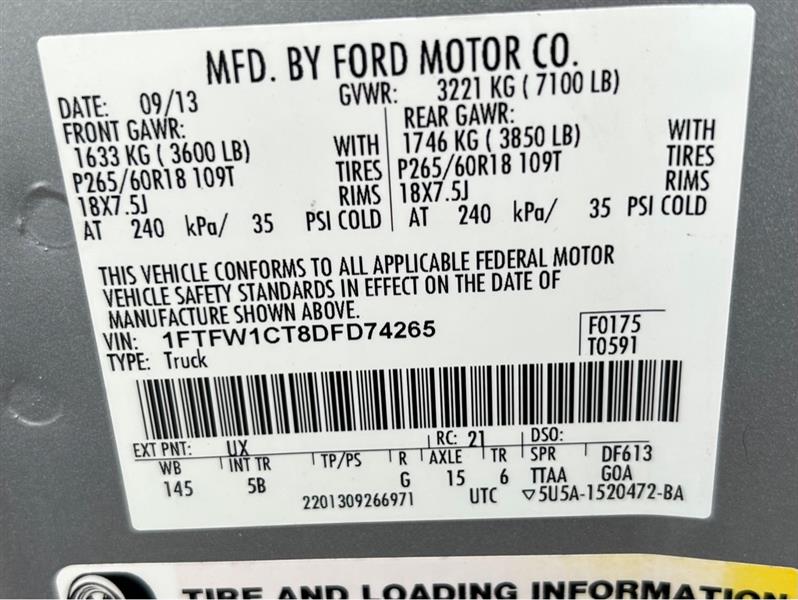 MFD. BY FORD MOTOR CO.
DATE: 09/13 GVWR: 3221 KG ( 7100 LB)
FRONT GAWR: REAR GAWR:
1633 KG ( 3600 LB) WITH 1746 KG ( 3850 LB) WITH
P265/60R18 109T TIRES P265/60R18 109T TIRES
18X7.5J RIMS 18X7.5J RIMS
AT 240 kPa/ 35 PSI COLD AT 240 kPa/ 35 PSI COLD
THIS VEHICLE CONFORMS TO ALL APPLICABLE FEDERAL MOTOR
VEHICLE SAFETY STANDARDS IN EFFECT ON THE DATE OF
MANUFACTURE SHOWN ABOVE.
VIN: 1FTFW1CT8DFD74265 F0175
TYPE: Truck T0591
EXT PNT: UX RC: 21 DSO:
WB INT TR TP/PS R AXLE TR SPR DF613
145 5B G 15 6 TTAA GOA
2201309266971 UTC ▽5U5A-1520472-BA
TIRE AND LOADING INFORMATION